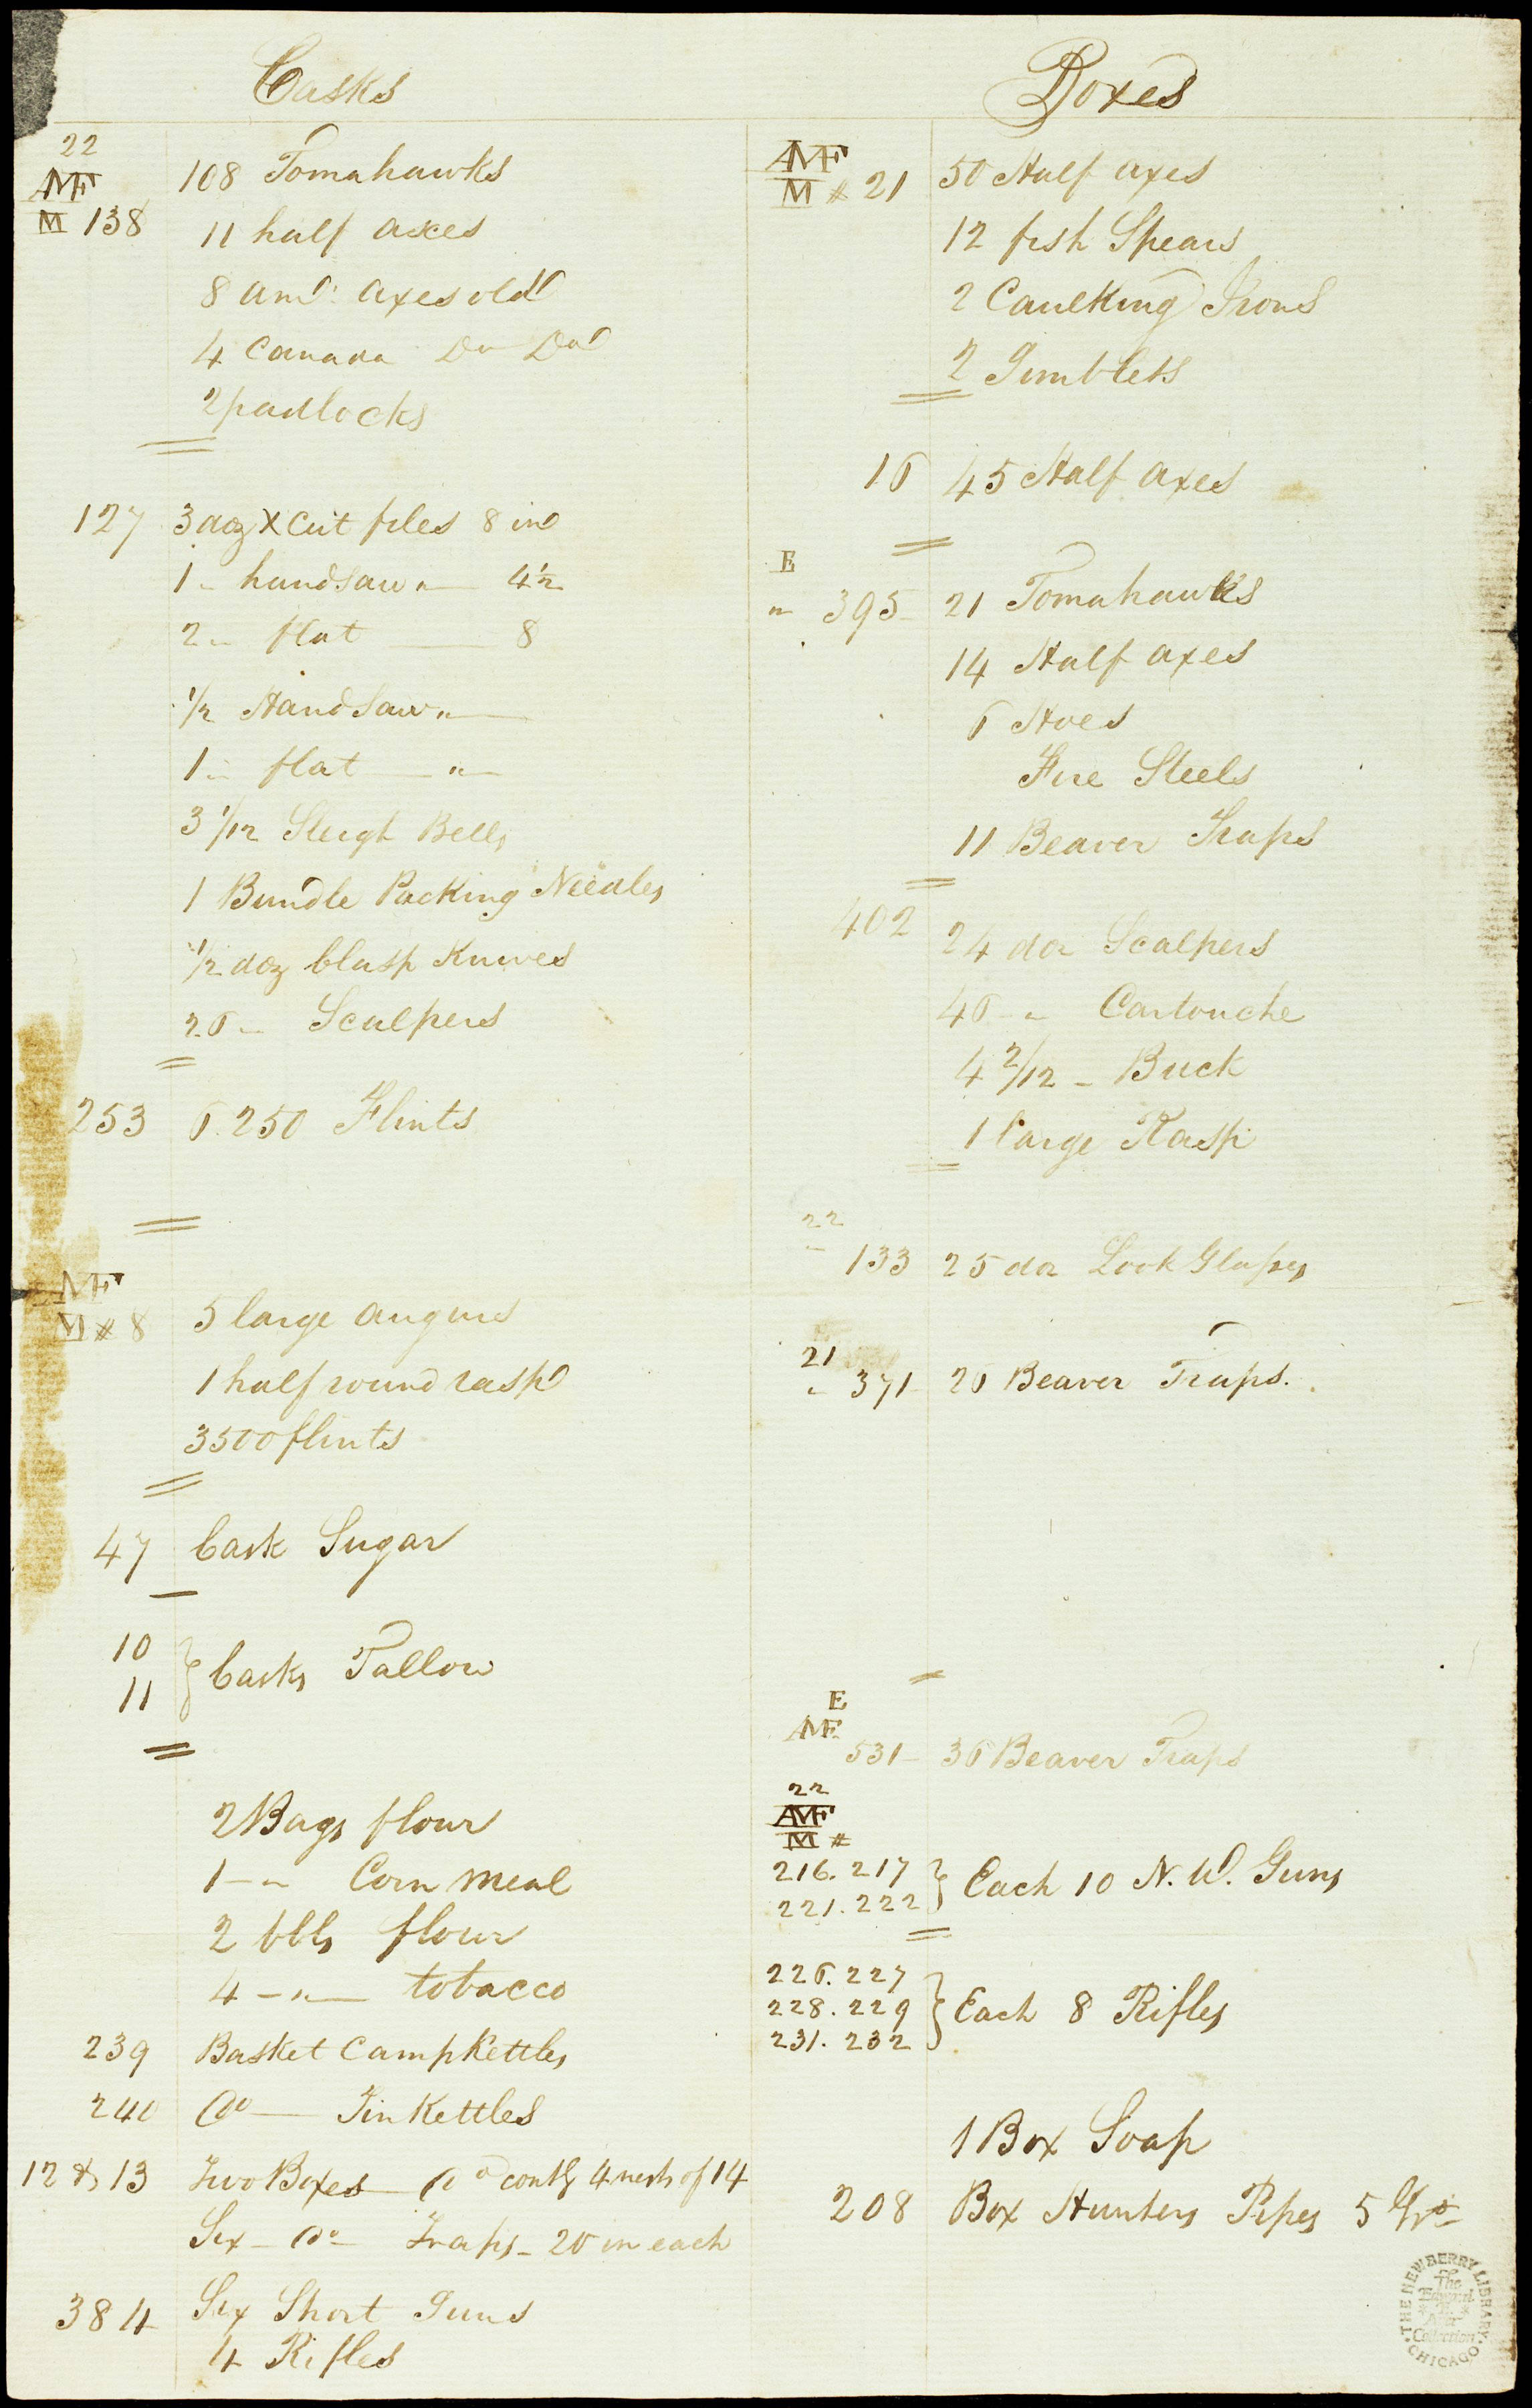 Casks
22
AMF
M 138 108 Tomahawks
11 half axes
8 amn axes old
4 Canada Do Do
2 padlocks
127 3 doz X Cut files 8 in
1 " handsaw " 4½
2 " flat 8
½ Handsaw "
1 " flat "
3 1/12 Sleigh Bells
1 Bundle Packing Needles
½ doz Clasp Knives
26 " Scalpers
253 6.250 Flints
AMF
M # 8 5 large augurs
1 half round rasp
3500 flints
47 Cask Sugar
10
11 } Casks Tallow
2 Bags flour
1 - " Corn meal
2 bbls flour
4 - " - tobacco
239 Basket Camp Kettles
240 Do - Tin Kettles
12 & 13 Two Boxes Do contg 4 nests of 14
Six - Do - Traps - 20 in each
384 Six Short Guns
4 Rifles
Boxes
AMF
M # 21 50 Half axes
12 fish Spears
2 Caulking Irons
2 Gimblets
16 45 Half axes
E
" 395 21 Tomahawks
14 Half axes
6 Hoes
Fire Steels
11 Beaver Traps
402 24 doz Scalpers
46 - " Cartouche
4 2/12 - Buck
1 large Rasp
22
" 133 25 doz Look Glasses
21
" 371 26 Beaver Traps.
E
AMF
531 - 36 Beaver Traps
22
AMF
M #
216. 217
221. 222 } Each 10 N. W. Guns
226. 227
228. 229
231. 232 } Each 8 Rifles
1 Box Soap
208 Box Hunters Pipes 5 Gro
THE NEWBERRY LIBRARY
The
Edward
E.
Ayer
Collection
CHICAGO